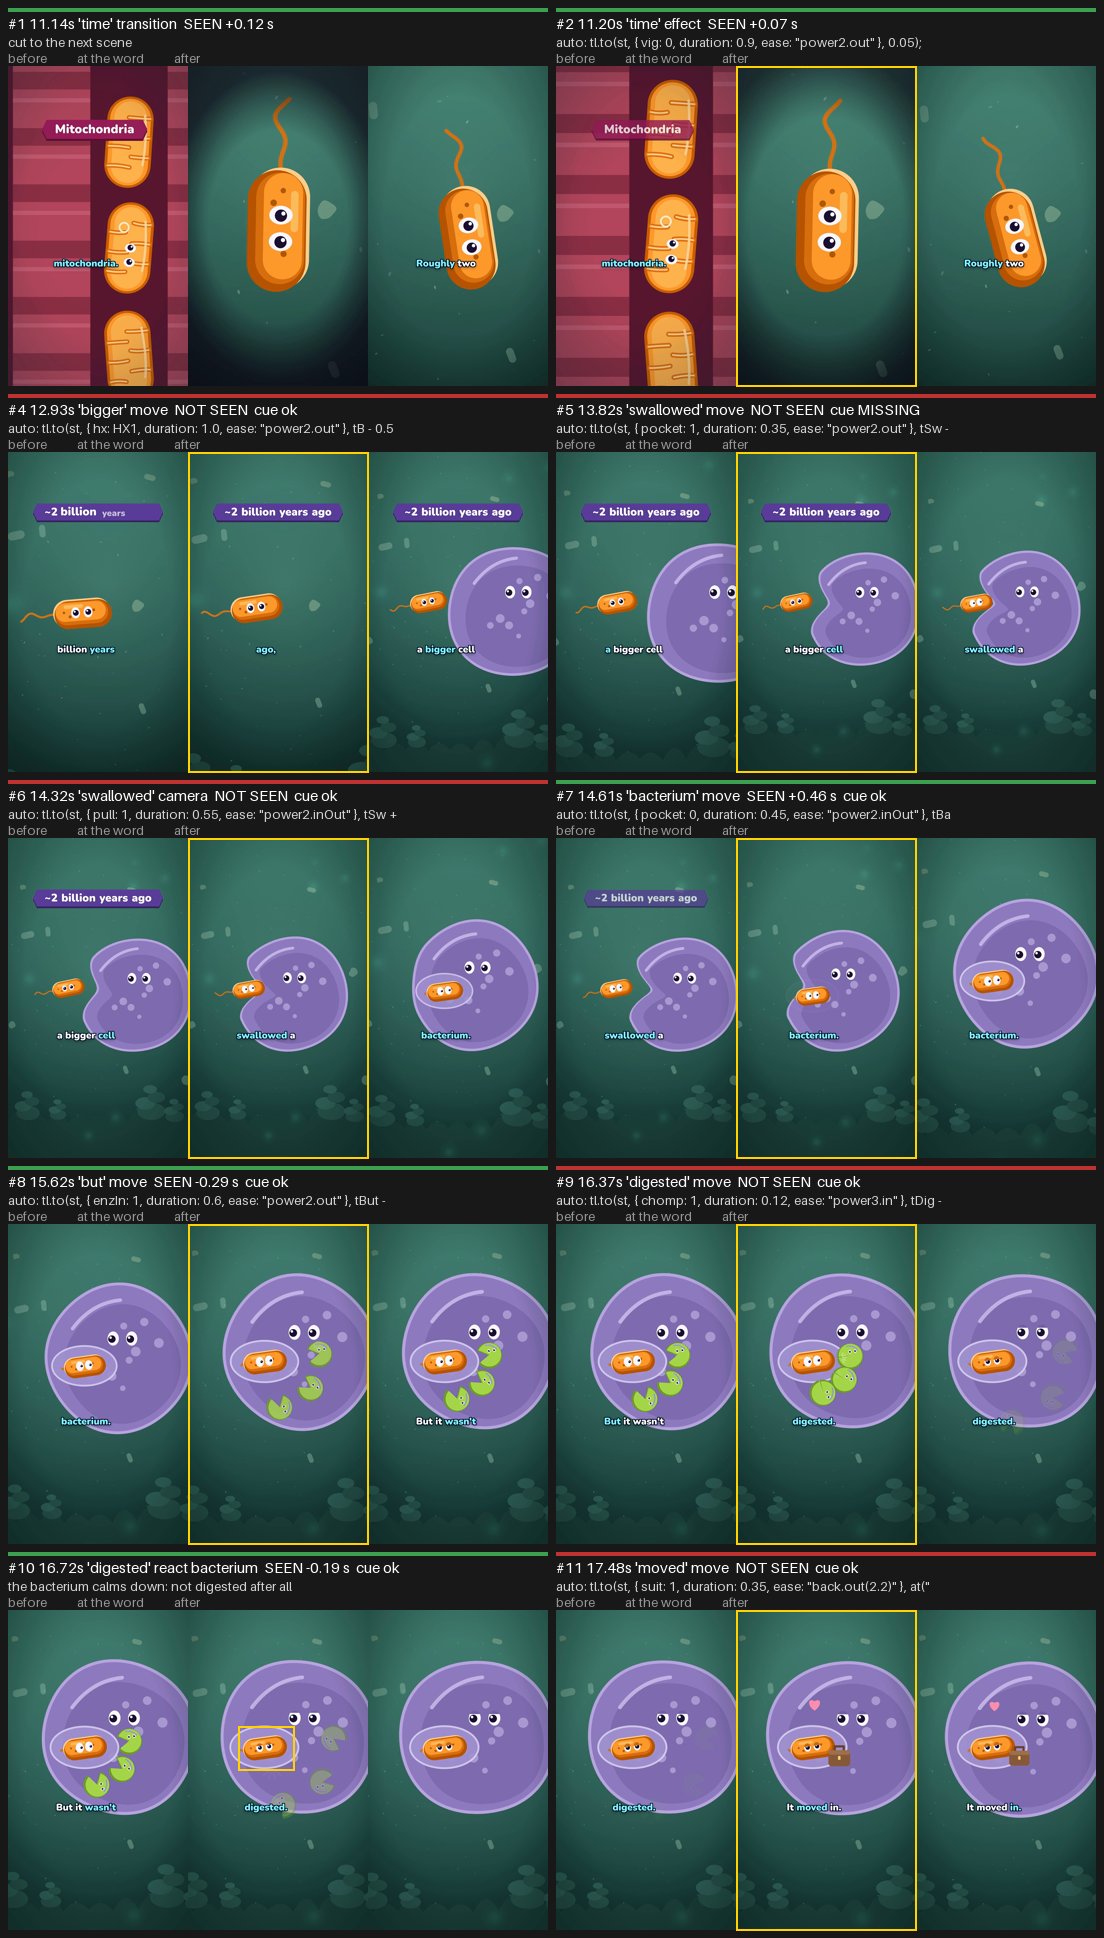 #1 11.14s 'time' transition  SEEN +0.12 s
cut to the next scene
before at the word after
Mitochondria
mitochondria.
Roughly two
#2 11.20s 'time' effect  SEEN +0.07 s
auto: tl.to(st, { vig: 0, duration: 0.9, ease: "power2.out" }, 0.05);
before at the word after
Mitochondria
mitochondria.
Roughly two
#4 12.93s 'bigger' move  NOT SEEN  cue ok
auto: tl.to(st, { hx: HX1, duration: 1.0, ease: "power2.out" }, tB - 0.5
before at the word after
~2 billion years
~2 billion years ago
~2 billion years ago
billion years
ago,
a bigger cell
#5 13.82s 'swallowed' move  NOT SEEN  cue MISSING
auto: tl.to(st, { pocket: 1, duration: 0.35, ease: "power2.out" }, tSw -
before at the word after
~2 billion years ago
~2 billion years ago
a bigger cell
a bigger cell
swallowed a
#6 14.32s 'swallowed' camera  NOT SEEN  cue ok
auto: tl.to(st, { pull: 1, duration: 0.55, ease: "power2.inOut" }, tSw +
before at the word after
~2 billion years ago
a bigger cell
swallowed a
bacterium.
#7 14.61s 'bacterium' move  SEEN +0.46 s  cue ok
auto: tl.to(st, { pocket: 0, duration: 0.45, ease: "power2.inOut" }, tBa
before at the word after
~2 billion years ago
swallowed a
bacterium.
bacterium.
#8 15.62s 'but' move  SEEN -0.29 s  cue ok
auto: tl.to(st, { enzIn: 1, duration: 0.6, ease: "power2.out" }, tBut -
before at the word after
bacterium.
But it wasn't
#9 16.37s 'digested' move  NOT SEEN  cue ok
auto: tl.to(st, { chomp: 1, duration: 0.12, ease: "power3.in" }, tDig -
before at the word after
But it wasn't
digested.
digested.
#10 16.72s 'digested' react bacterium  SEEN -0.19 s  cue ok
the bacterium calms down: not digested after all
before at the word after
But it wasn't
digested.
#11 17.48s 'moved' move  NOT SEEN  cue ok
auto: tl.to(st, { suit: 1, duration: 0.35, ease: "back.out(2.2)" }, at("
before at the word after
digested.
It moved in.
It moved in.